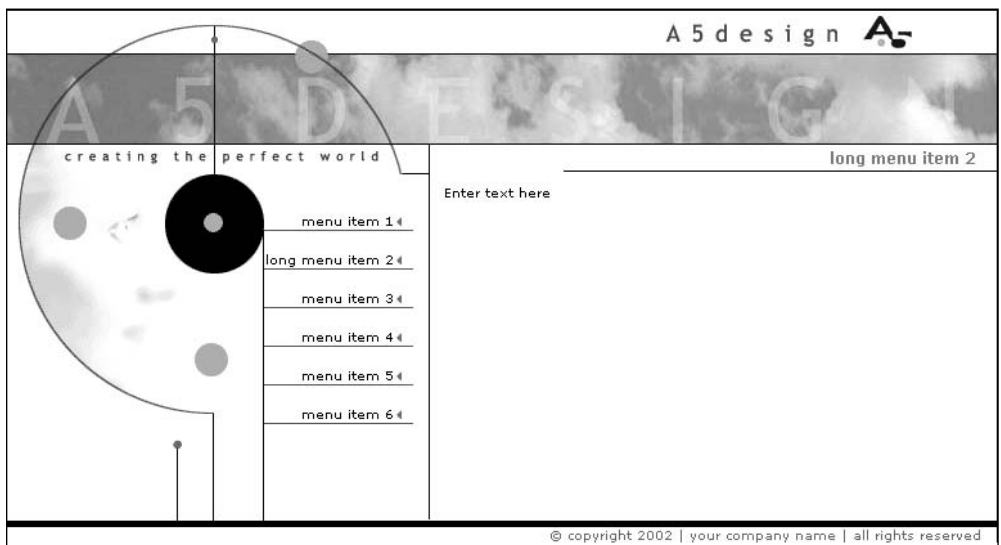 A5design A5
A5DESIGN
creating the perfect world
long menu item 2
Enter text here
menu item 1
long menu item 2
menu item 3
menu item 4
menu item 5
menu item 6
© copyright 2002 | your company name | all rights reserved